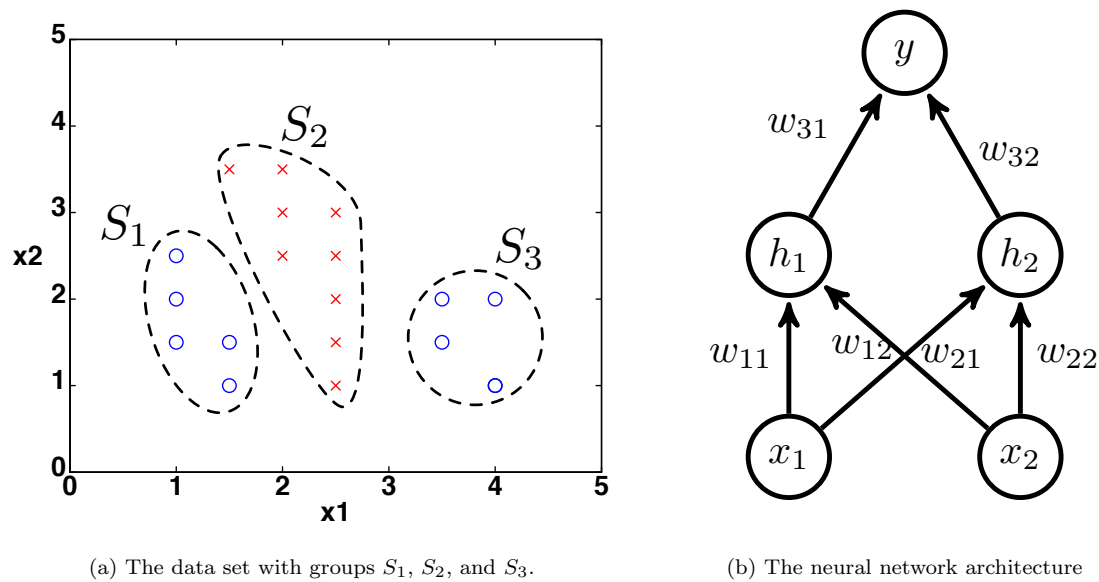 5
4
3
2
1
0
x2
0 1 2 3 4 5
x1
S₁
S₂
S₃
(a) The data set with groups S₁, S₂, and S₃.
y
w₃₁ w₃₂
h₁ h₂
w₁₁ w₁₂ w₂₁ w₂₂
x₁ x₂
(b) The neural network architecture